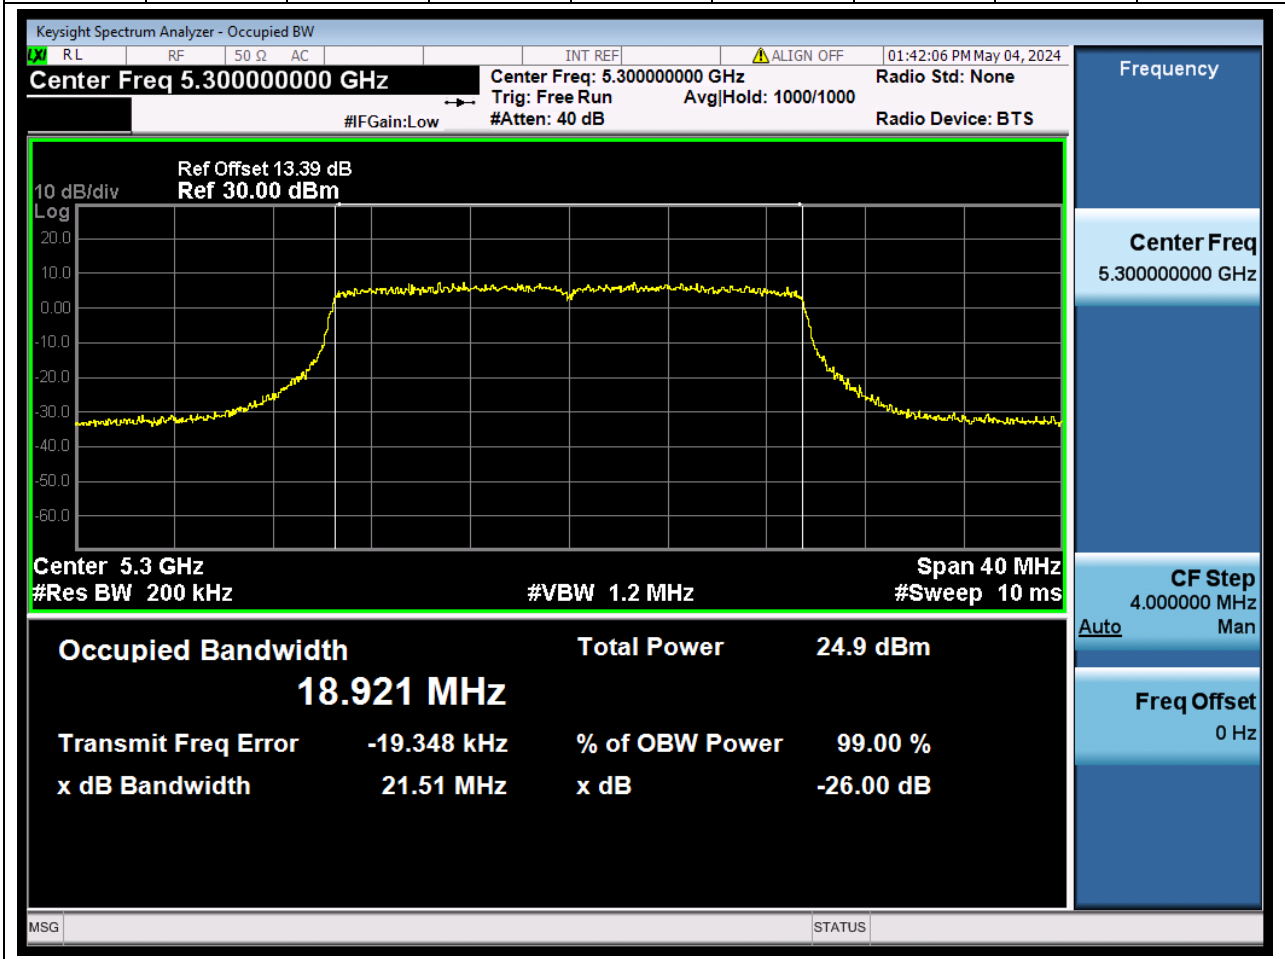 Keysight Spectrum Analyzer - Occupied BW
LXI RL RF 50 Ω AC INT REF ALIGN OFF 01:42:06 PM May 04, 2024
Center Freq 5.300000000 GHz
Center Freq: 5.300000000 GHz Radio Std: None
Trig: Free Run Avg|Hold: 1000/1000
#IFGain:Low #Atten: 40 dB Radio Device: BTS
Ref Offset 13.39 dB
10 dB/div Ref 30.00 dBm
Log
20.0
10.0
0.00
-10.0
-20.0
-30.0
-40.0
-50.0
-60.0
Center 5.3 GHz Span 40 MHz
#Res BW 200 kHz #VBW 1.2 MHz #Sweep 10 ms
Occupied Bandwidth Total Power 24.9 dBm
18.921 MHz
Transmit Freq Error -19.348 kHz % of OBW Power 99.00 %
x dB Bandwidth 21.51 MHz x dB -26.00 dB
MSG STATUS
Frequency
Center Freq
5.300000000 GHz
CF Step
4.000000 MHz
Auto Man
Freq Offset
0 Hz